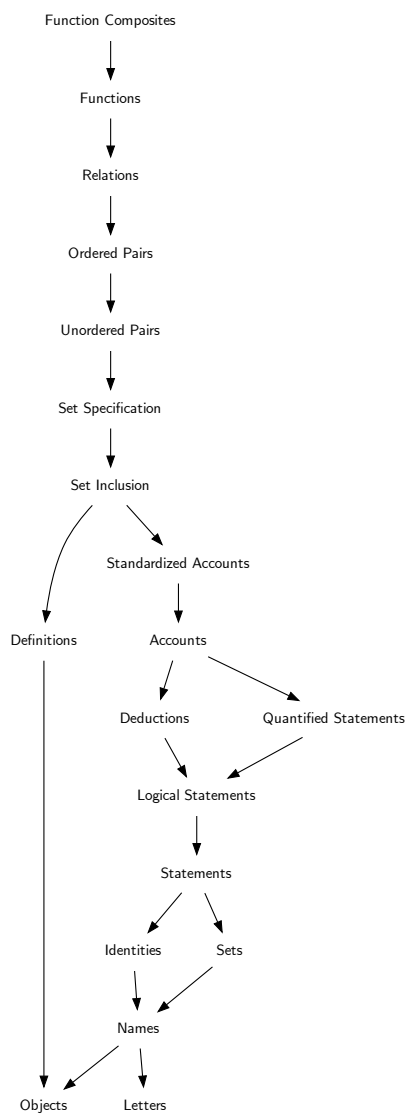 Function Composites
Functions
Relations
Ordered Pairs
Unordered Pairs
Set Specification
Set Inclusion
Standardized Accounts
Definitions
Accounts
Deductions
Quantified Statements
Logical Statements
Statements
Identities
Sets
Names
Objects
Letters